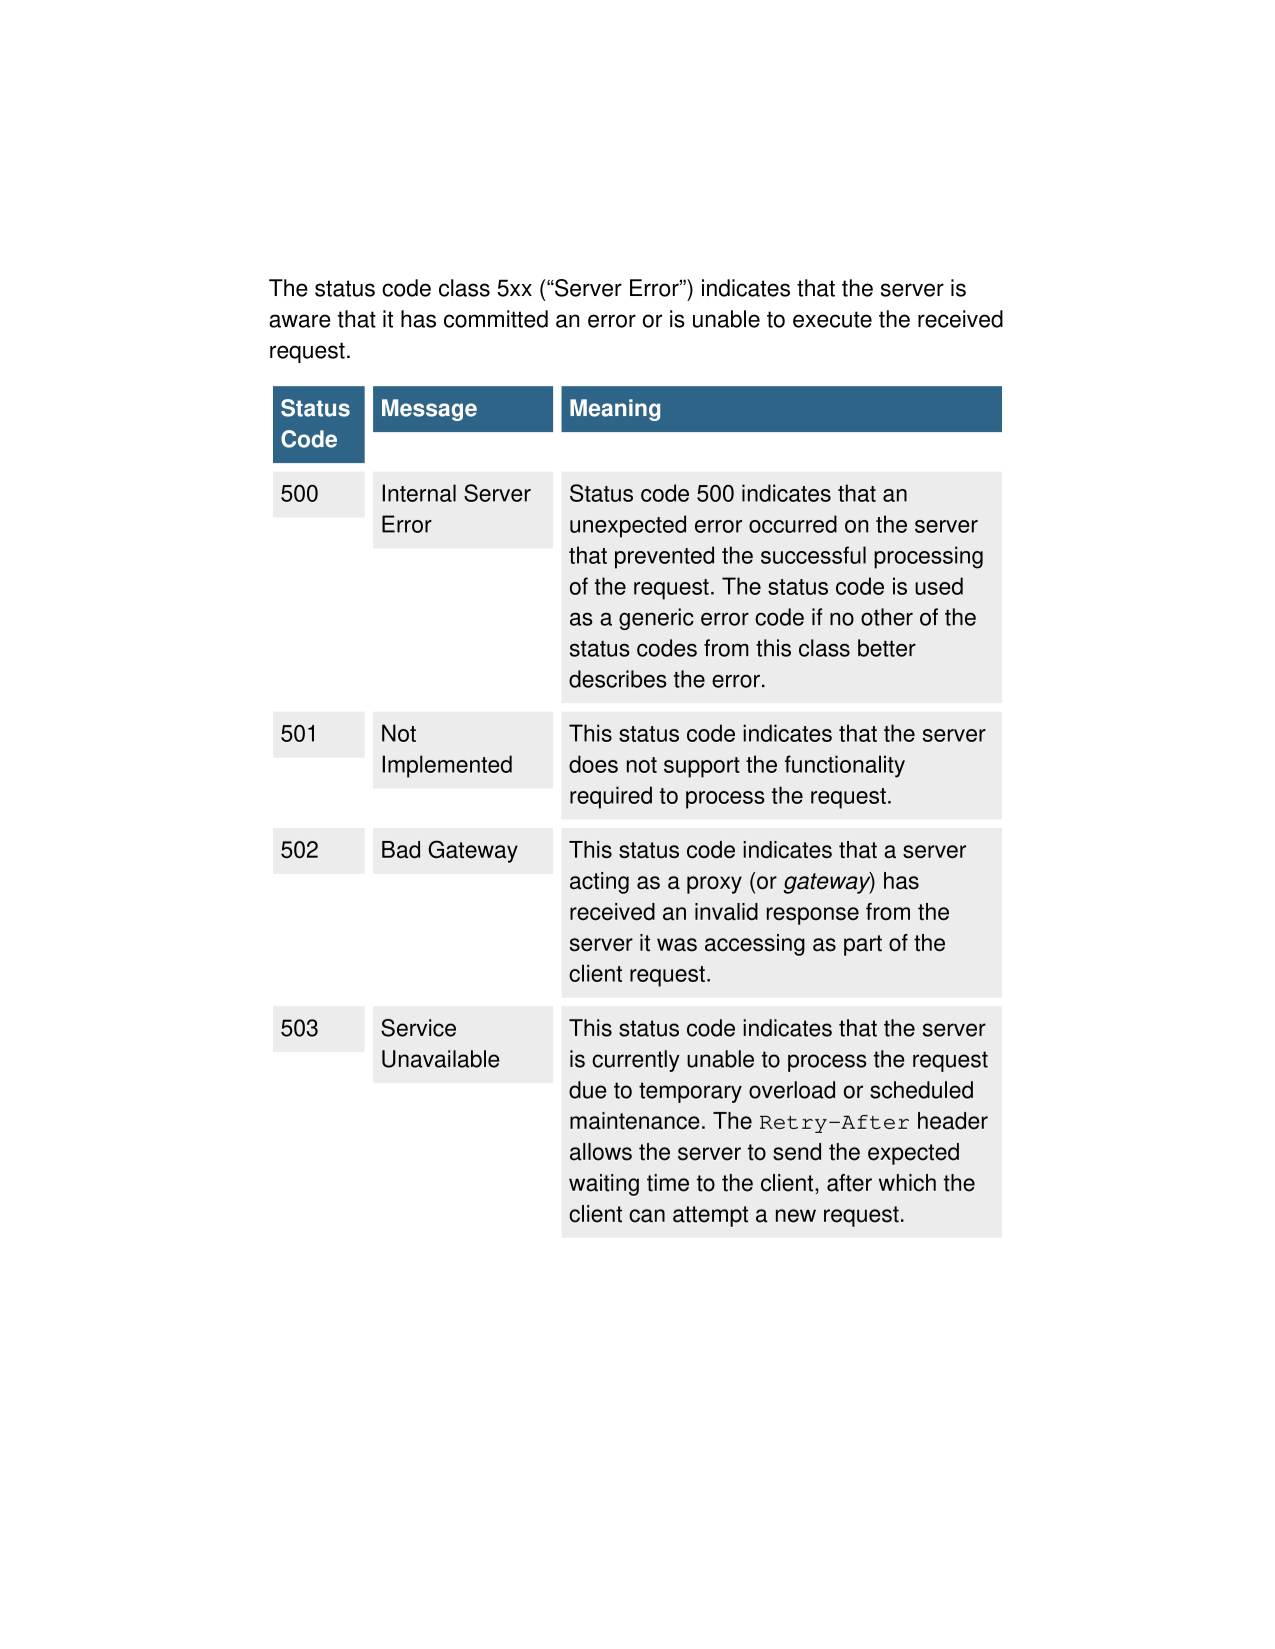 The status code class 5xx (“Server Error”) indicates that the server is
aware that it has committed an error or is unable to execute the received
request.
Status Code
Message
Meaning
500
Internal Server
Error
Status code 500 indicates that an
unexpected error occurred on the server
that prevented the successful processing
of the request. The status code is used
as a generic error code if no other of the
status codes from this class better
describes the error.
501
Not
Implemented
This status code indicates that the server
does not support the functionality
required to process the request.
502
Bad Gateway
This status code indicates that a server
acting as a proxy (or gateway) has
received an invalid response from the
server it was accessing as part of the
client request.
503
Service
Unavailable
This status code indicates that the server
is currently unable to process the request
due to temporary overload or scheduled
maintenance. The Retry-After header
allows the server to send the expected
waiting time to the client, after which the
client can attempt a new request.